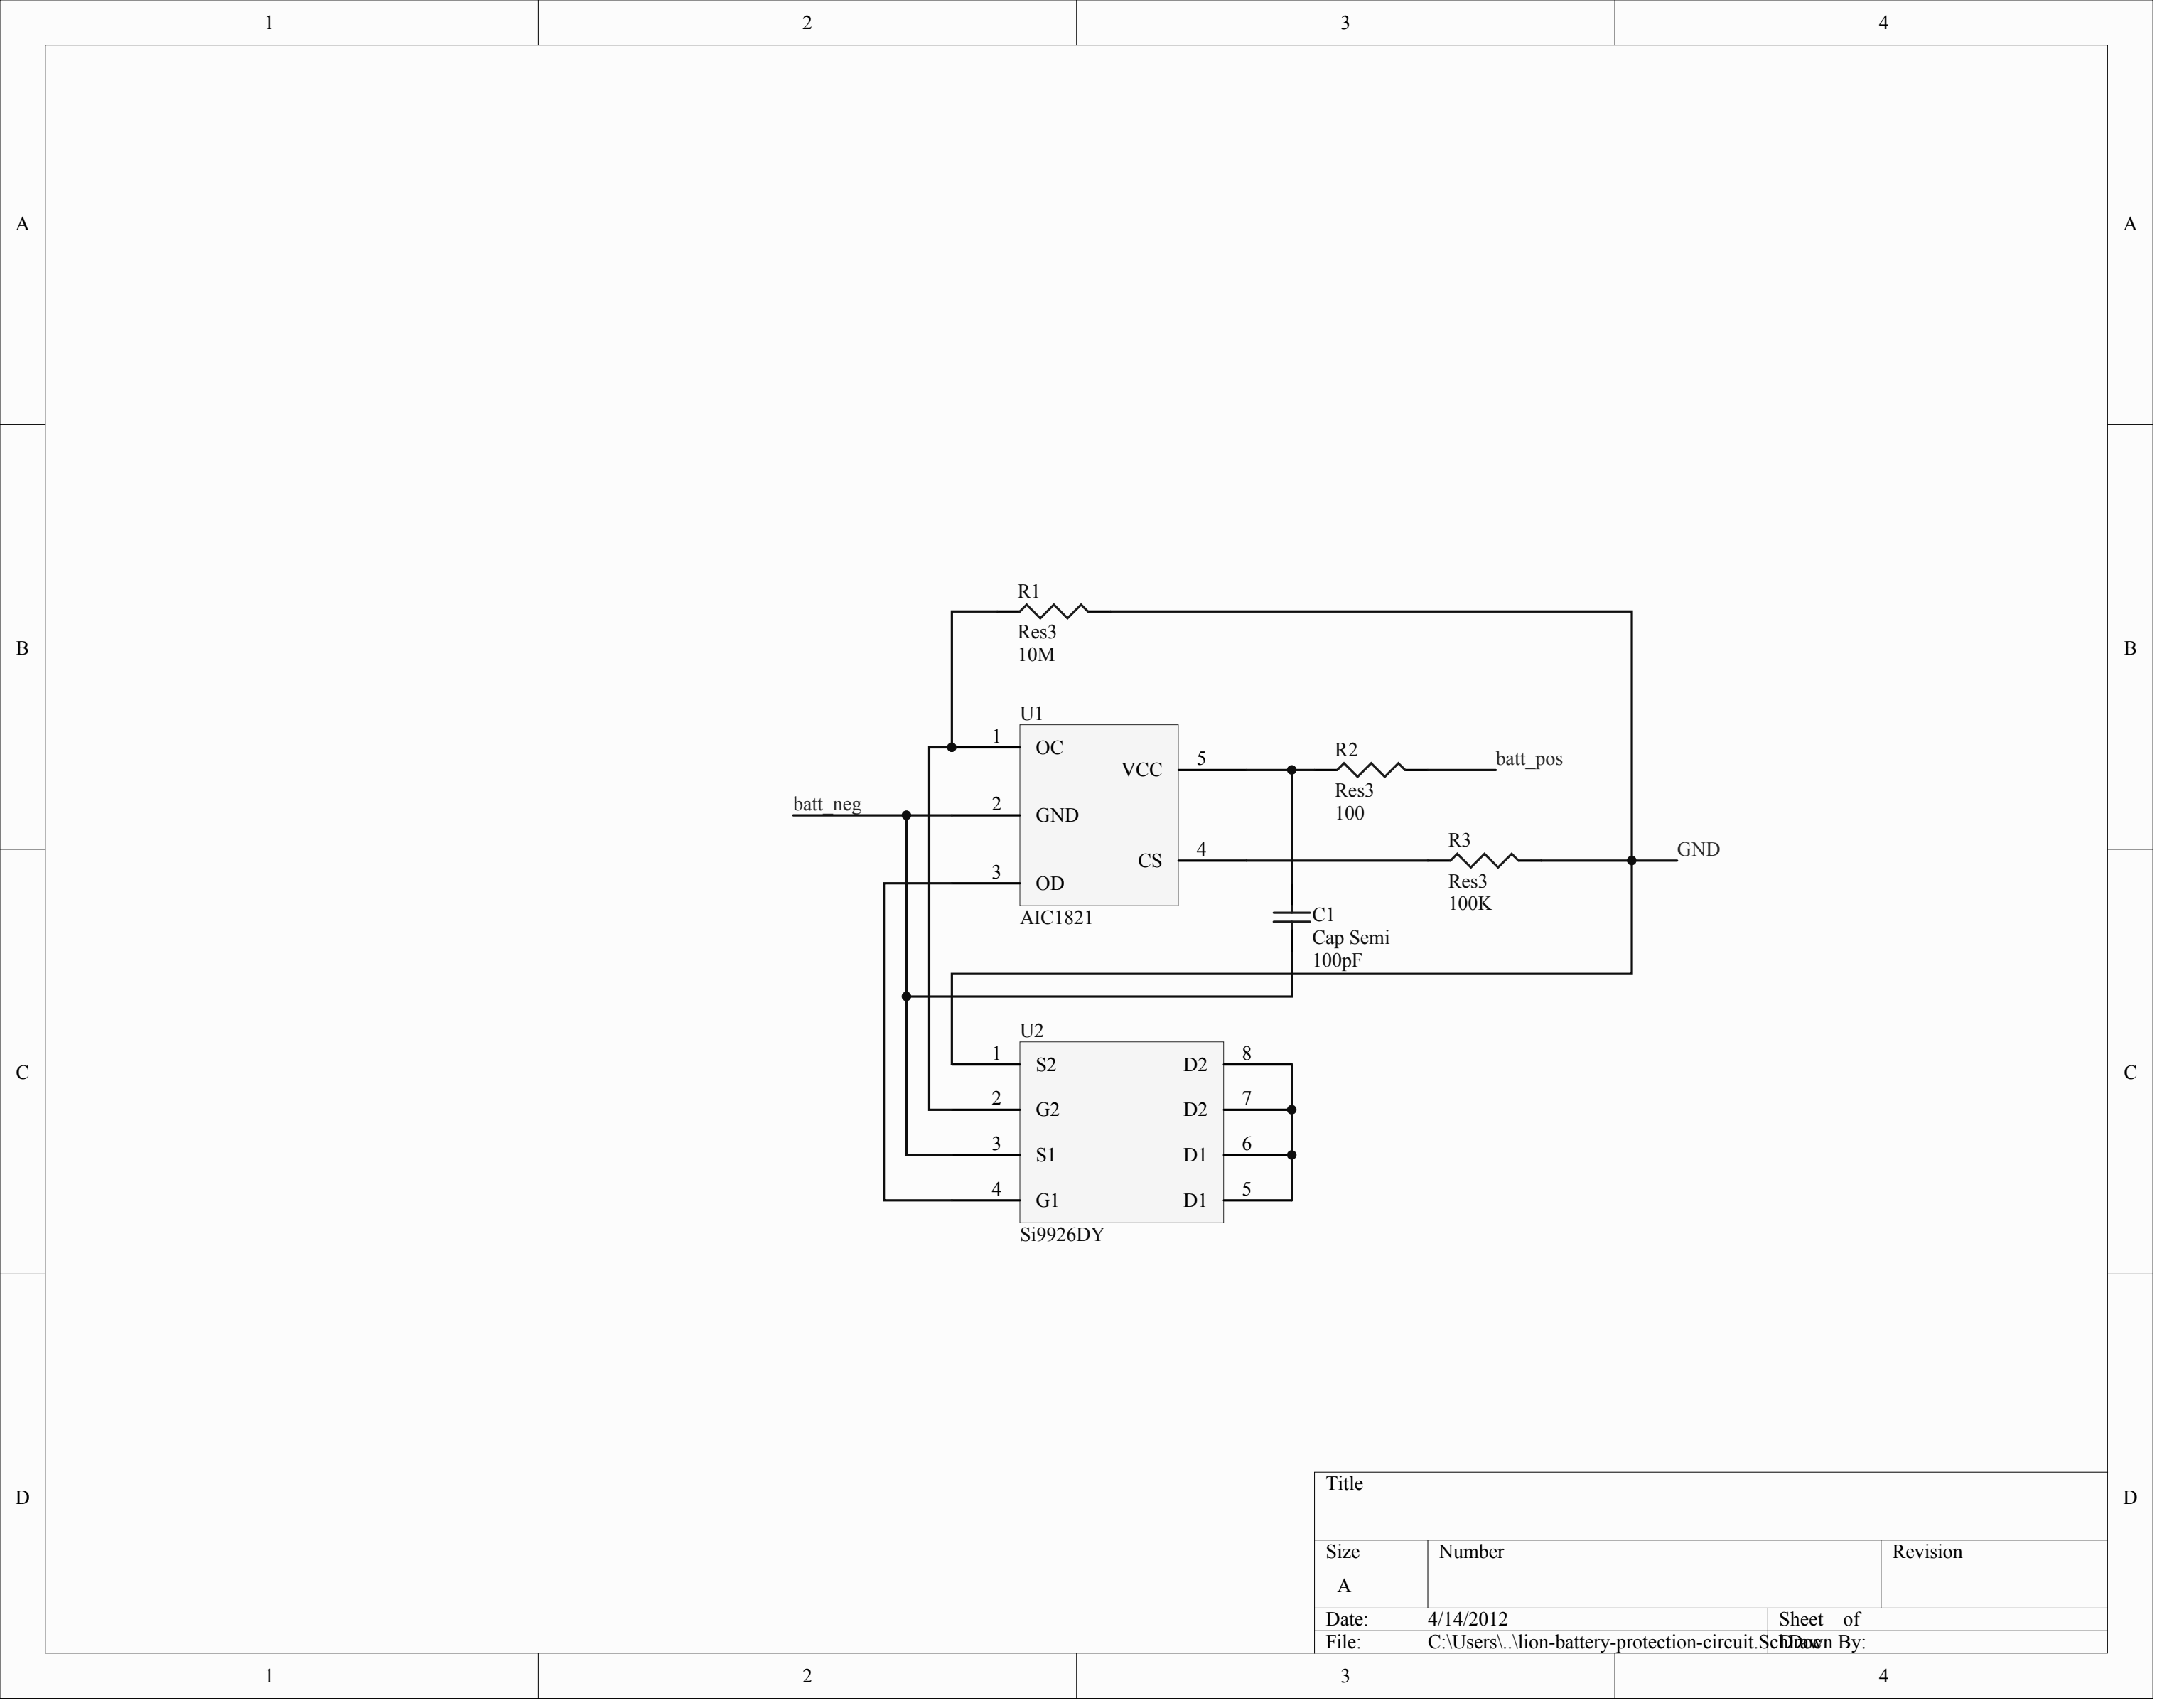 1 2 3 4
A A
B B
C C
D D
R1
Res3
10M
U1
1 OC
VCC 5
R2
Res3
100
batt_pos
batt_neg
2 GND
CS 4
R3
Res3
100K
GND
3 OD
AIC1821
C1
Cap Semi
100pF
U2
1 S2 D2 8
2 G2 D2 7
3 S1 D1 6
4 G1 D1 5
Si9926DY
Title
Size Number Revision
A
Date: 4/14/2012 Sheet of
File: C:\Users\..\lion-battery-protection-circuit.SchDoc Drawn By:
1 2 3 4